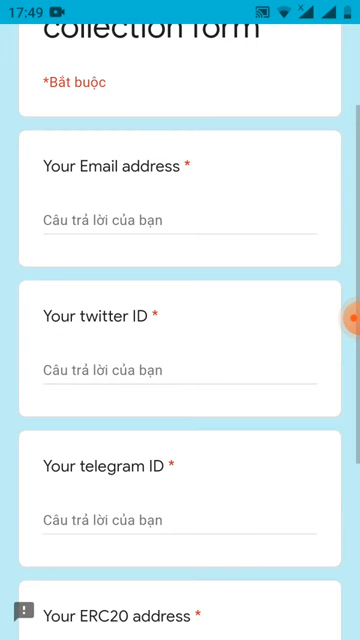 17:49
collection form
*Bắt buộc
Your Email address *
Câu trả lời của bạn
Your twitter ID *
Câu trả lời của bạn
Your telegram ID *
Câu trả lời của bạn
Your ERC20 address *